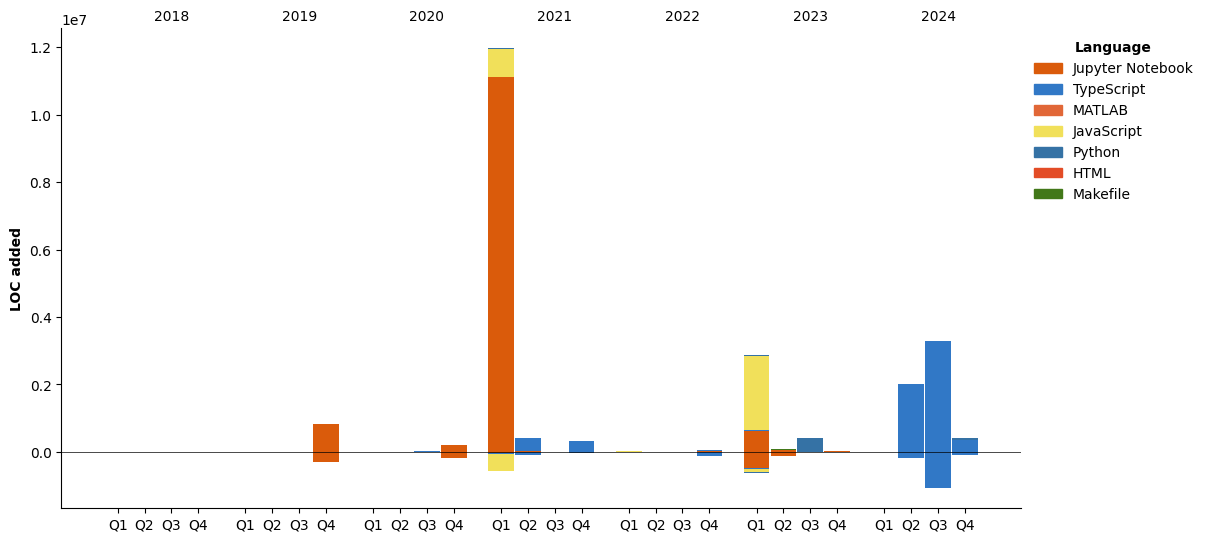 1e7
2018 2019 2020 2021 2022 2023 2024
1.2
1.0
0.8
0.6
0.4
0.2
0.0
LOC added
Q1 Q2 Q3 Q4 Q1 Q2 Q3 Q4 Q1 Q2 Q3 Q4 Q1 Q2 Q3 Q4 Q1 Q2 Q3 Q4 Q1 Q2 Q3 Q4 Q1 Q2 Q3 Q4
Language
Jupyter Notebook
TypeScript
MATLAB
JavaScript
Python
HTML
Makefile